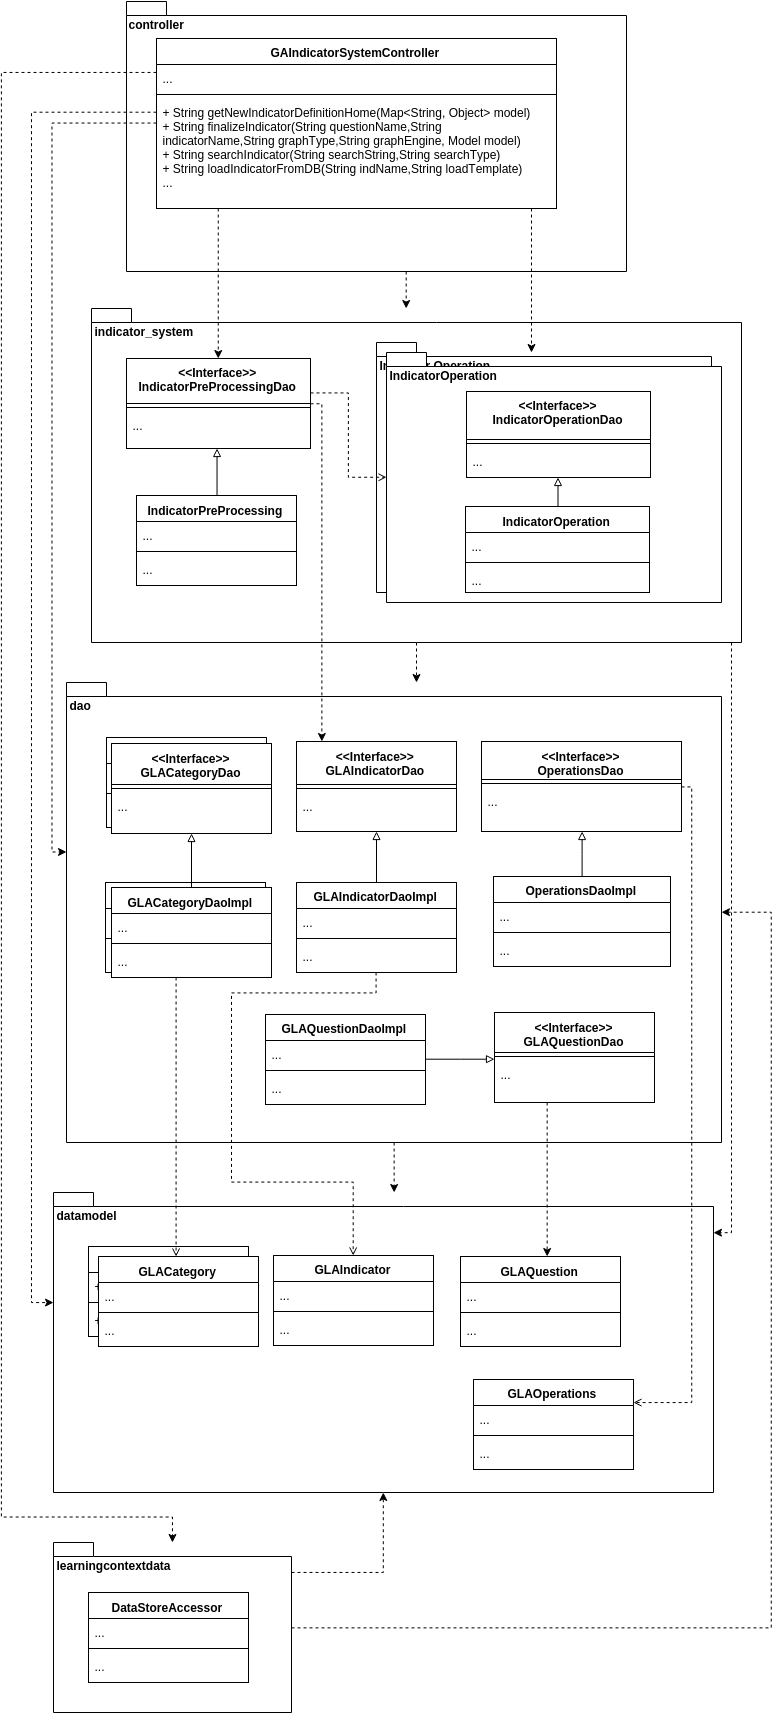 controller
GAIndicatorSystemController
...
+ String getNewIndicatorDefinitionHome(Map<String, Object> model)
+ String finalizeIndicator(String questionName,String
indicatorName,String graphType,String graphEngine, Model model)
+ String searchIndicator(String searchString,String searchType)
+ String loadIndicatorFromDB(String indName,String loadTemplate)
...
indicator_system
<<Interface>>
IndicatorPreProcessingDao
...
IndicatorPreProcessing
...
...
IndicatorOperation
<<Interface>>
IndicatorOperationDao
...
IndicatorOperation
...
...
dao
<<Interface>>
GLACategoryDao
...
<<Interface>>
GLAIndicatorDao
...
<<Interface>>
OperationsDao
...
GLACategoryDaoImpl
...
...
GLAIndicatorDaoImpl
...
...
OperationsDaoImpl
...
...
GLAQuestionDaoImpl
...
...
<<Interface>>
GLAQuestionDao
...
datamodel
GLACategory
...
...
GLAIndicator
...
...
GLAQuestion
...
...
GLAOperations
...
...
learningcontextdata
DataStoreAccessor
...
...